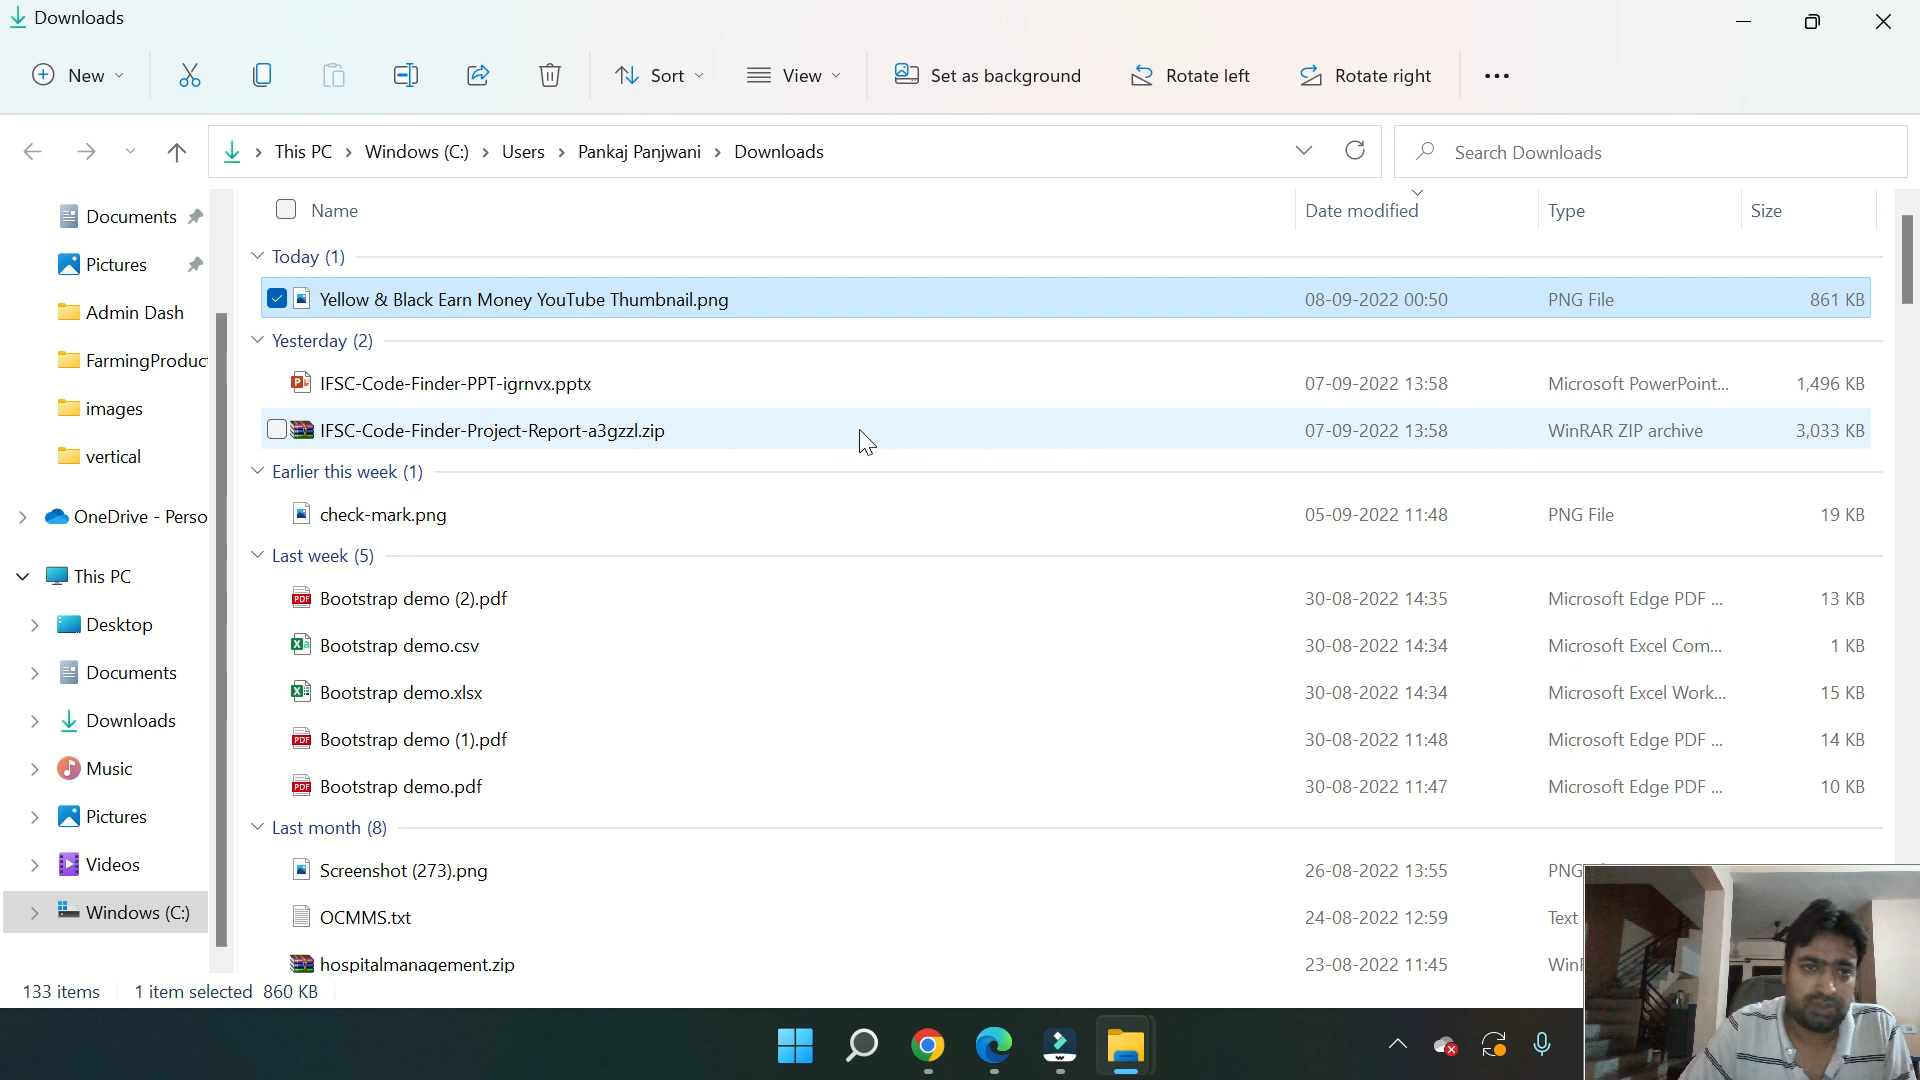 Downloads
New
Sort
View
Set as background
Rotate left
Rotate right
This PC > Windows (C:) > Users > Pankaj Panjwani > Downloads
Search Downloads
Documents
Pictures
Admin Dash
FarmingProduc
images
vertical
OneDrive - Perso
This PC
Desktop
Documents
Downloads
Music
Pictures
Videos
Windows (C:)
Name Date modified Type Size
Today (1)
Yellow & Black Earn Money YouTube Thumbnail.png 08-09-2022 00:50 PNG File 861 KB
Yesterday (2)
IFSC-Code-Finder-PPT-igrnvx.pptx 07-09-2022 13:58 Microsoft PowerPoint... 1,496 KB
IFSC-Code-Finder-Project-Report-a3gzzl.zip 07-09-2022 13:58 WinRAR ZIP archive 3,033 KB
Earlier this week (1)
check-mark.png 05-09-2022 11:48 PNG File 19 KB
Last week (5)
Bootstrap demo (2).pdf 30-08-2022 14:35 Microsoft Edge PDF ... 13 KB
Bootstrap demo.csv 30-08-2022 14:34 Microsoft Excel Com... 1 KB
Bootstrap demo.xlsx 30-08-2022 14:34 Microsoft Excel Work... 15 KB
Bootstrap demo (1).pdf 30-08-2022 11:48 Microsoft Edge PDF ... 14 KB
Bootstrap demo.pdf 30-08-2022 11:47 Microsoft Edge PDF ... 10 KB
Last month (8)
Screenshot (273).png 26-08-2022 13:55 PNG
OCMMS.txt 24-08-2022 12:59 Text
hospitalmanagement.zip 23-08-2022 11:45
133 items 1 item selected 860 KB